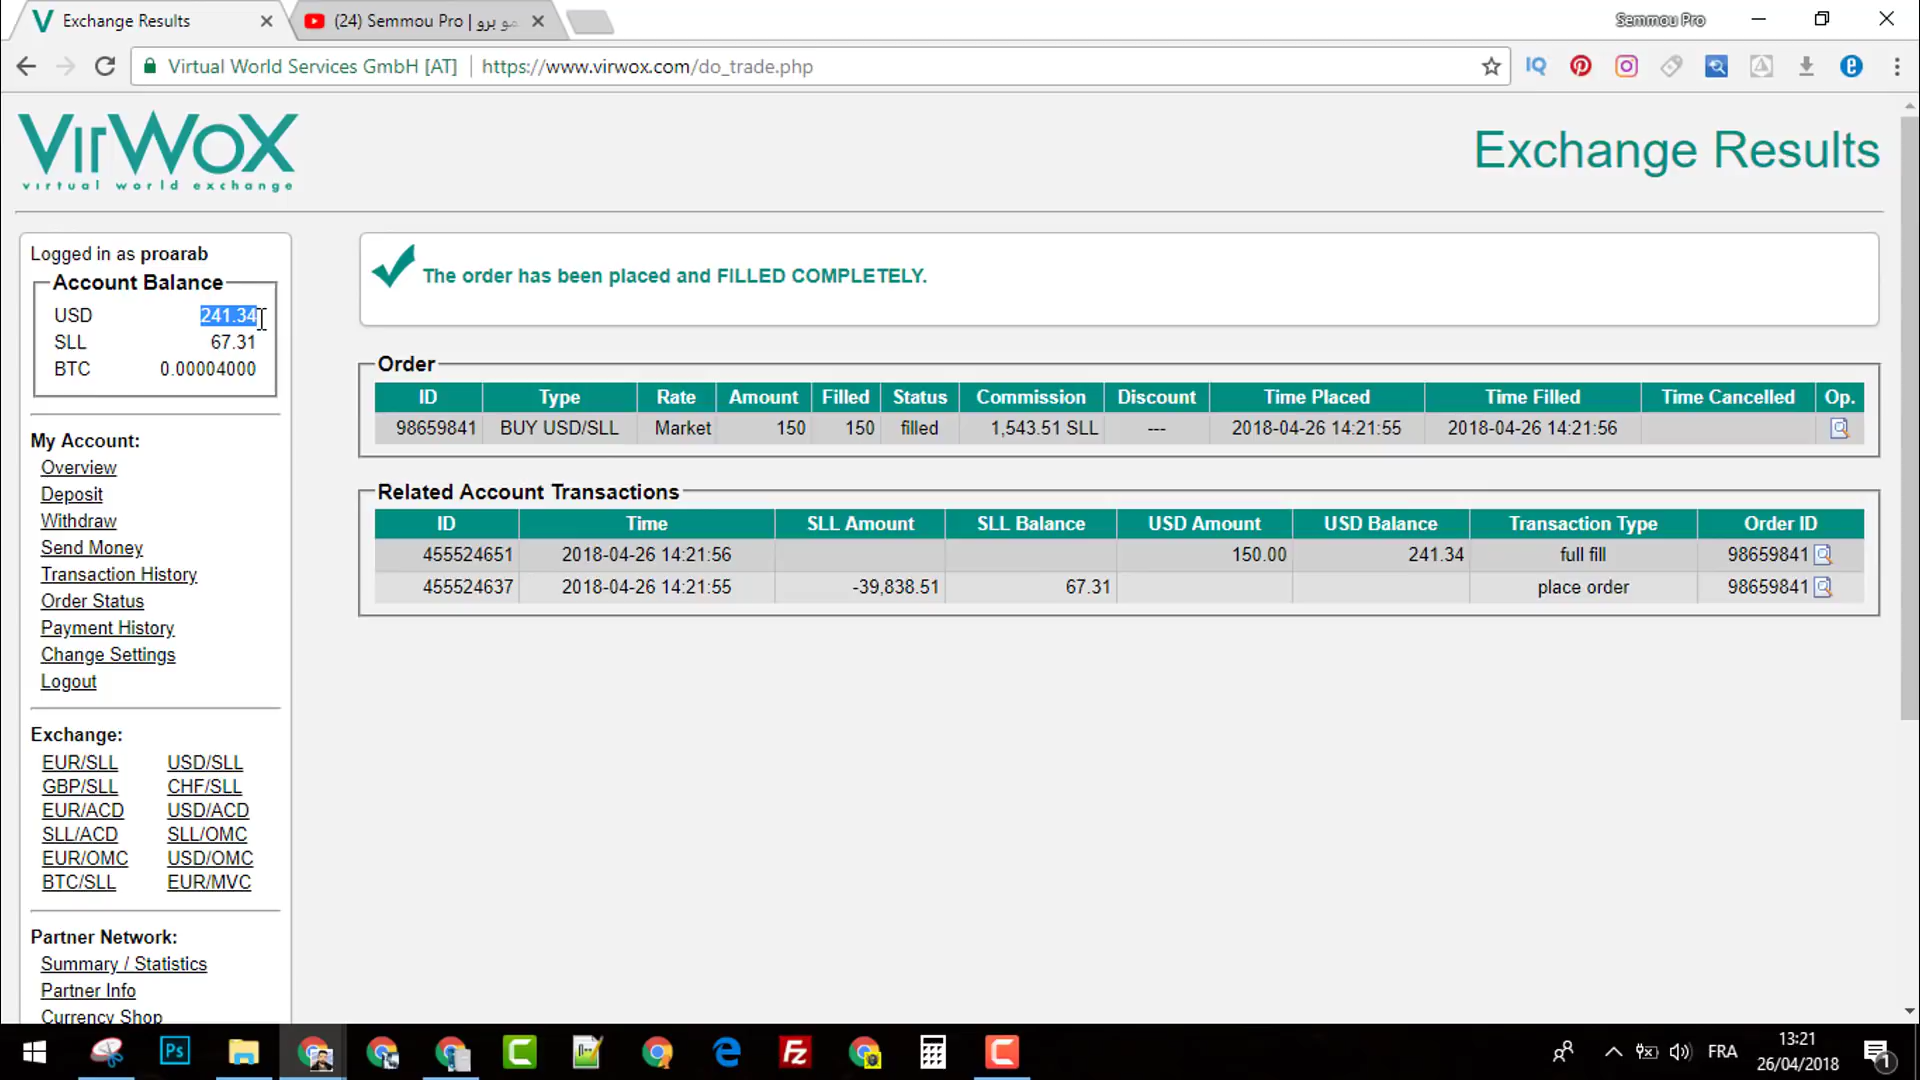 Exchange Results
(24) Semmou Pro | مو برو
Semmou Pro
Virtual World Services GmbH [AT] https://www.virwox.com/do_trade.php
VirWoX
virtual world exchange
Exchange Results
Logged in as proarab
Account Balance
USD 241.34
SLL 67.31
BTC 0.00004000
My Account:
Overview
Deposit
Withdraw
Send Money
Transaction History
Order Status
Payment History
Change Settings
Logout
Exchange:
EUR/SLL USD/SLL
GBP/SLL CHF/SLL
EUR/ACD USD/ACD
SLL/ACD SLL/OMC
EUR/OMC USD/OMC
BTC/SLL EUR/MVC
Partner Network:
Summary / Statistics
Partner Info
Currency Shop
The order has been placed and FILLED COMPLETELY.
Order
ID Type Rate Amount Filled Status Commission Discount Time Placed Time Filled Time Cancelled Op.
98659841 BUY USD/SLL Market 150 150 filled 1,543.51 SLL --- 2018-04-26 14:21:55 2018-04-26 14:21:56
Related Account Transactions
ID Time SLL Amount SLL Balance USD Amount USD Balance Transaction Type Order ID
455524651 2018-04-26 14:21:56 150.00 241.34 full fill 98659841
455524637 2018-04-26 14:21:55 -39,838.51 67.31 place order 98659841
FRA
13:21
26/04/2018
1